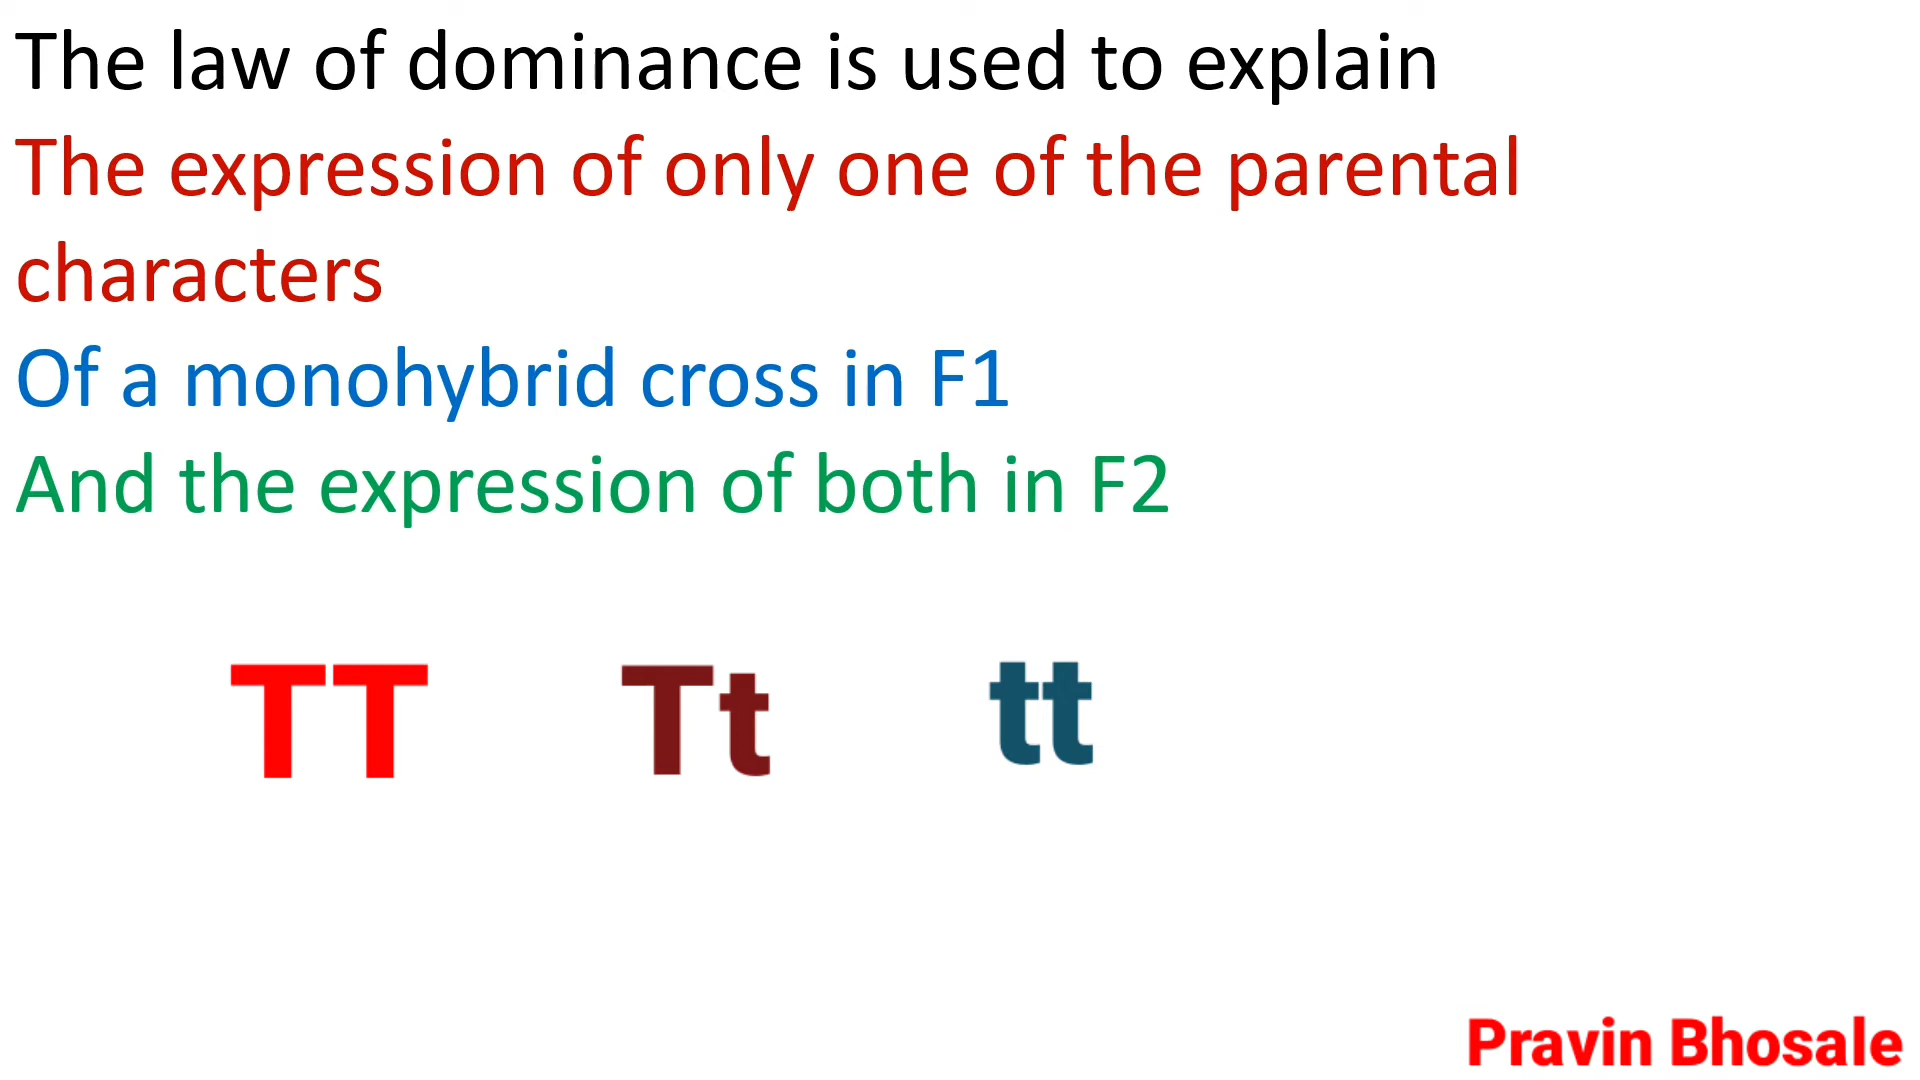 The law of dominance is used to explain
The expression of only one of the parental
characters
Of a monohybrid cross in F1
And the expression of both in F2
TT Tt tt
Pravin Bhosale